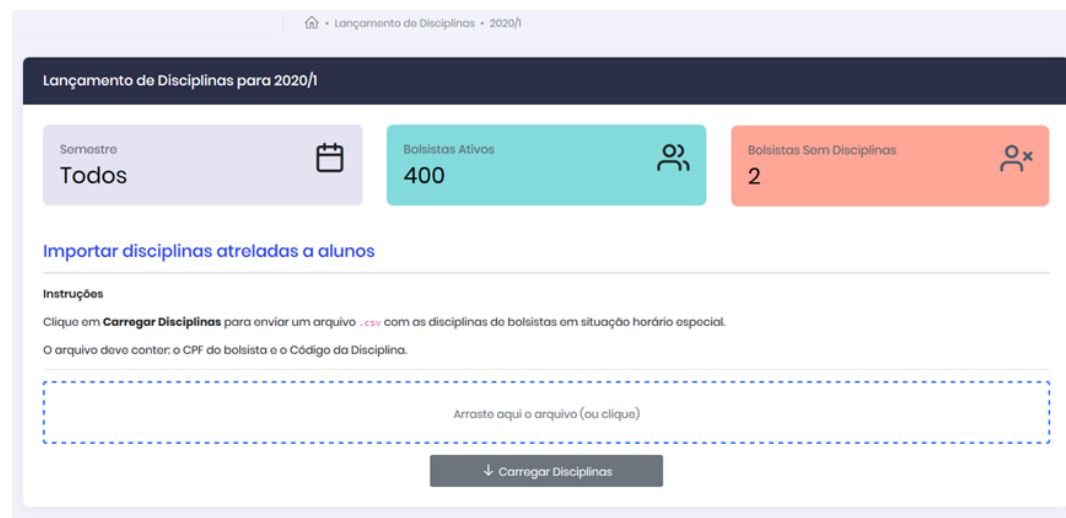 • Lançamento de Disciplinas • 2020/1
Lançamento de Disciplinas para 2020/1
Semestre
Todos
Bolsistas Ativos
400
Bolsistas Sem Disciplinas
2
Importar disciplinas atreladas a alunos
Instruções
Clique em Carregar Disciplinas para enviar um arquivo .csv com as disciplinas de bolsistas em situação horário especial.
O arquivo deve conter: o CPF do bolsista e o Código da Disciplina.
Arraste aqui o arquivo (ou clique)
↓ Carregar Disciplinas